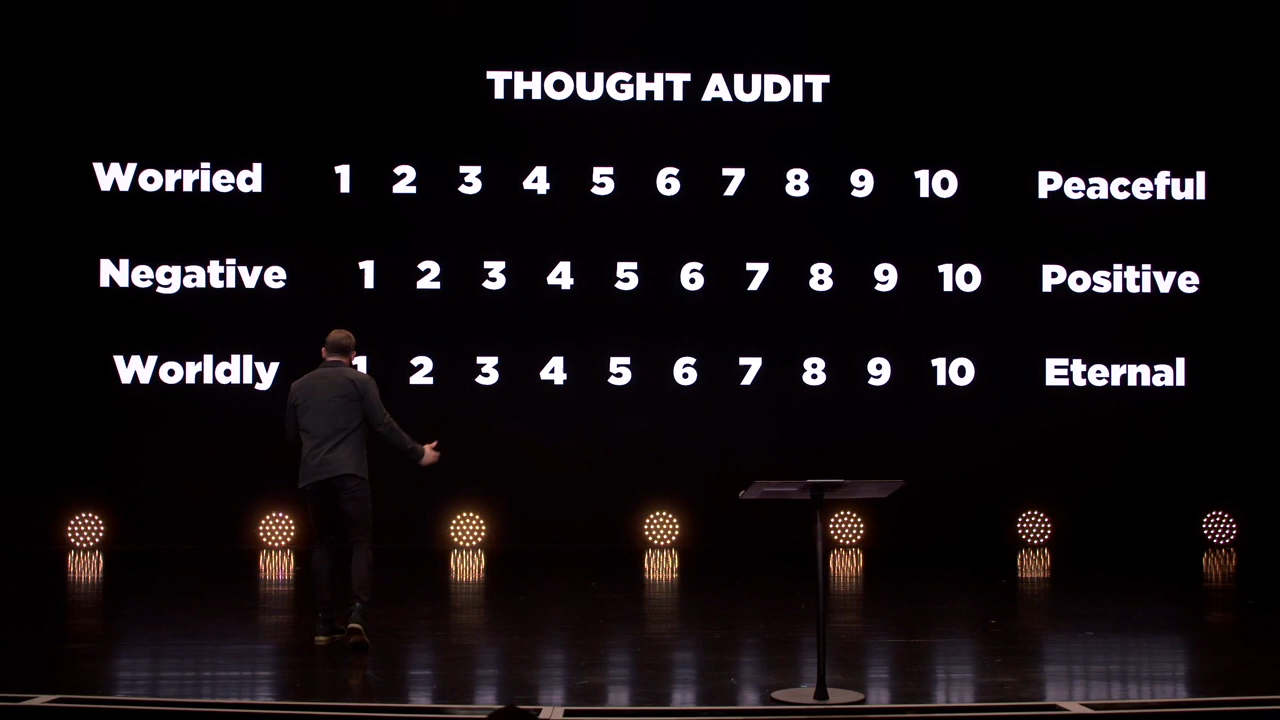 THOUGHT AUDIT
Worried 1 2 3 4 5 6 7 8 9 10 Peaceful
Negative 1 2 3 4 5 6 7 8 9 10 Positive
Worldly 1 2 3 4 5 6 7 8 9 10 Eternal